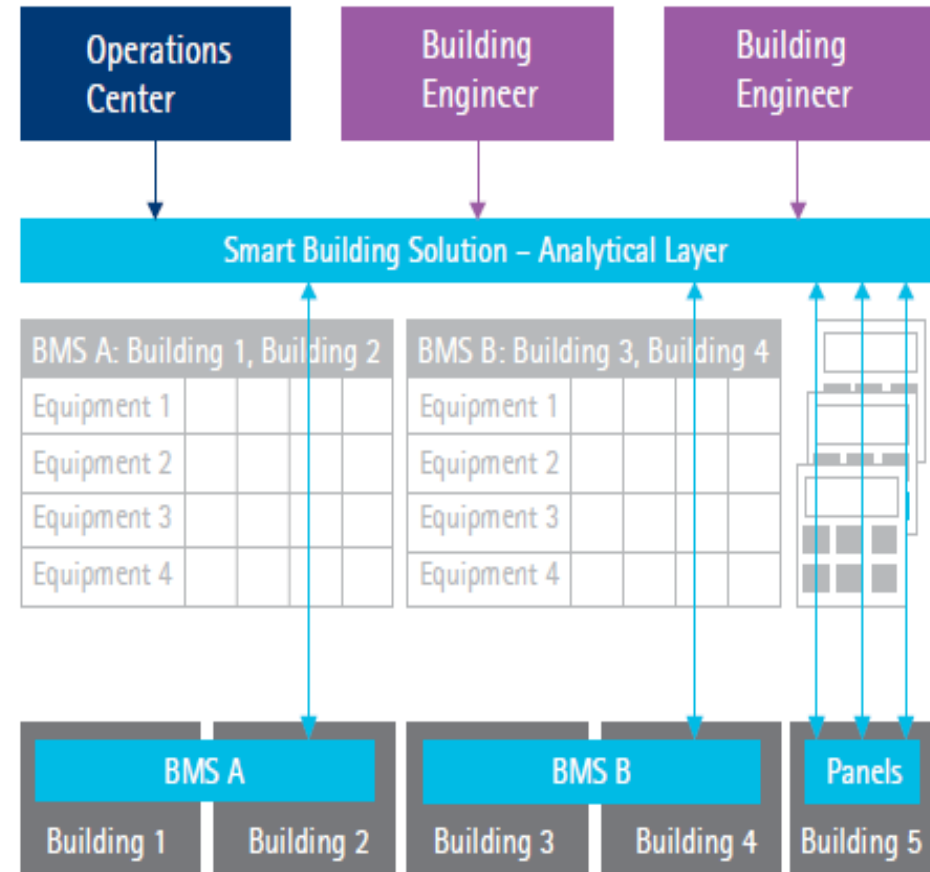 Operations
Center
Building
Engineer
Building
Engineer
Smart Building Solution – Analytical Layer
BMS A: Building 1, Building 2
Equipment 1
Equipment 2
Equipment 3
Equipment 4
BMS B: Building 3, Building 4
Equipment 1
Equipment 2
Equipment 3
Equipment 4
BMS A
Building 1
Building 2
BMS B
Building 3
Building 4
Panels
Building 5